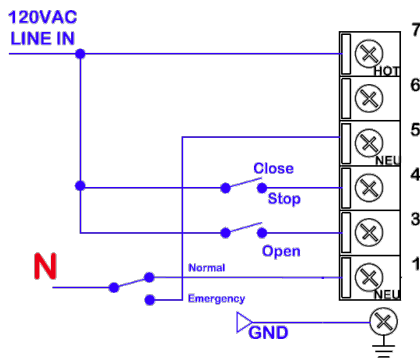 120VAC
LINE IN
7
HOT
6
5
NEU
Close
4
Stop
3
Open
N
Normal
1
NEU
Emergency
GND